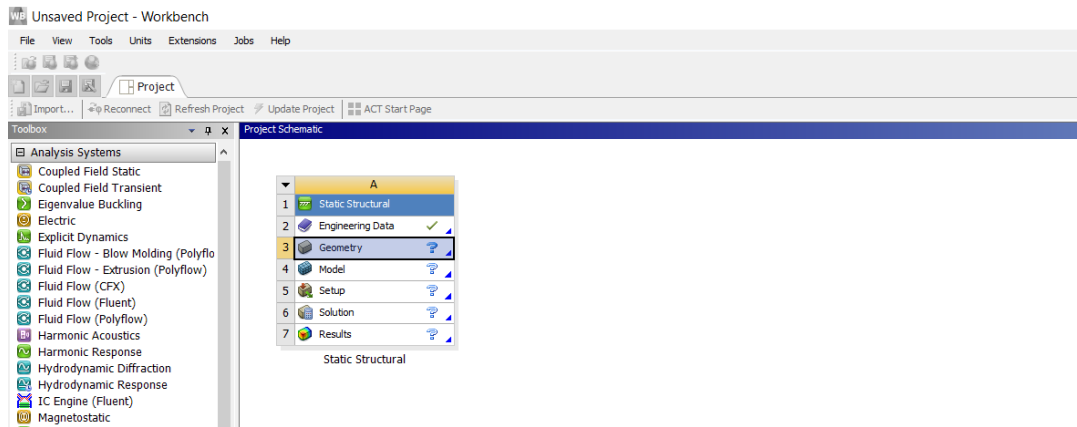 WB Unsaved Project - Workbench
File View Tools Units Extensions Jobs Help
Project
Import... Reconnect Refresh Project Update Project ACT Start Page
Toolbox
Project Schematic
Analysis Systems
Coupled Field Static
Coupled Field Transient
Eigenvalue Buckling
Electric
Explicit Dynamics
Fluid Flow - Blow Molding (Polyflo
Fluid Flow - Extrusion (Polyflow)
Fluid Flow (CFX)
Fluid Flow (Fluent)
Fluid Flow (Polyflow)
Harmonic Acoustics
Harmonic Response
Hydrodynamic Diffraction
Hydrodynamic Response
IC Engine (Fluent)
Magnetostatic
A
1 Static Structural
2 Engineering Data
3 Geometry ?
4 Model ?
5 Setup ?
6 Solution ?
7 Results ?
Static Structural